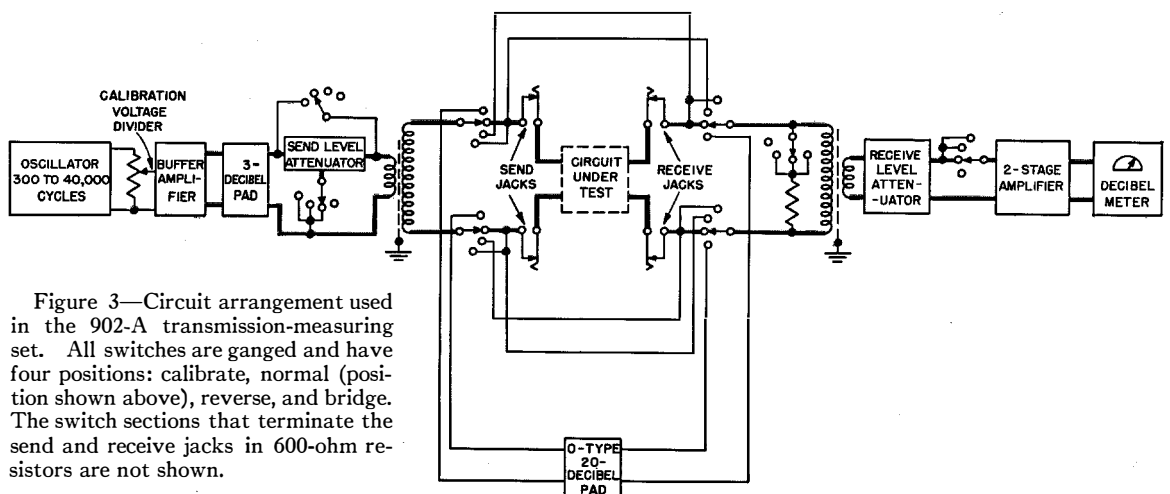 CALIBRATION
VOLTAGE
DIVIDER
OSCILLATOR
300 TO 40,000
CYCLES
BUFFER
AMPLI-
FIER
3-
DECIBEL
PAD
SEND LEVEL
ATTENUATOR
SEND
JACKS
CIRCUIT
UNDER
TEST
RECEIVE
JACKS
RECEIVE
LEVEL
ATTEN-
-UATOR
2-STAGE
AMPLIFIER
DECIBEL
METER
O-TYPE
20-
DECIBEL
PAD
Figure 3—Circuit arrangement used
in the 902-A transmission-measuring
set. All switches are ganged and have
four positions: calibrate, normal (posi-
tion shown above), reverse, and bridge.
The switch sections that terminate the
send and receive jacks in 600-ohm re-
sistors are not shown.